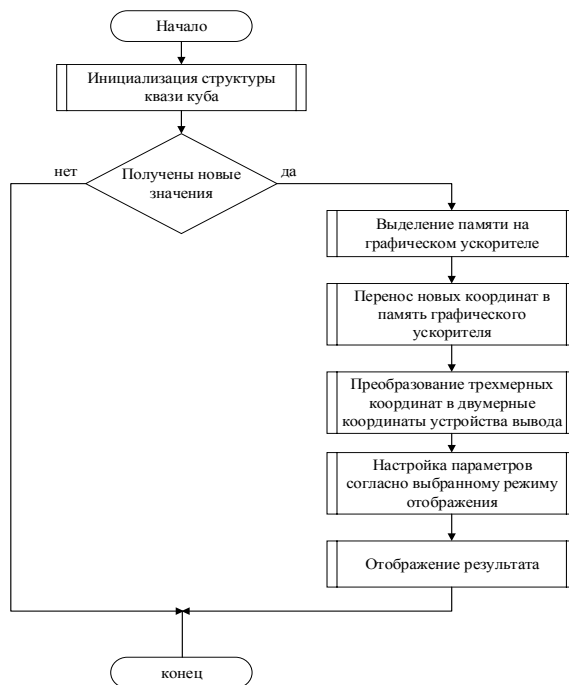 Начало
Инициализация структуры
квази куба
нет
Получены новые
значения
да
Выделение памяти на
графическом ускорителе
Перенос новых координат в
память графического
ускорителя
Преобразование трехмерных
координат в двумерные
координаты устройства вывода
Настройка параметров
согласно выбранному режиму
отображения
Отображение результата
конец